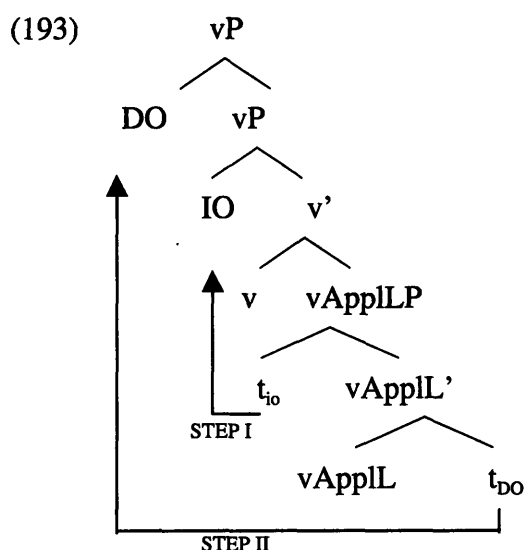 (193) vP
DO vP
IO v'
v vApplLP
t_io vApplL'
STEP I
vApplL t_DO
STEP II